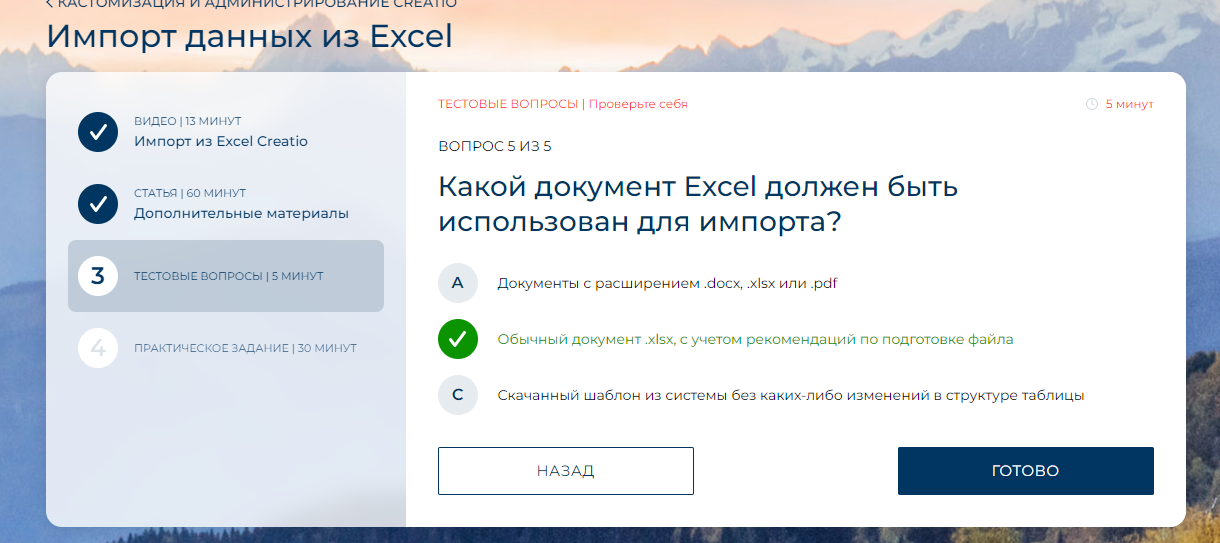 КАСТОМИЗАЦИЯ И АДМИНИСТРИРОВАНИЕ CREATIO
Импорт данных из Excel
ВИДЕО | 13 МИНУТ
Импорт из Excel Creatio
СТАТЬЯ | 60 МИНУТ
Дополнительные материалы
3
ТЕСТОВЫЕ ВОПРОСЫ | 5 МИНУТ
4
ПРАКТИЧЕСКОЕ ЗАДАНИЕ | 30 МИНУТ
ТЕСТОВЫЕ ВОПРОСЫ | Проверьте себя
5 минут
ВОПРОС 5 ИЗ 5
Какой документ Excel должен быть
использован для импорта?
A
Документы с расширением .docx, .xlsx или .pdf
Обычный документ .xlsx, с учетом рекомендаций по подготовке файла
C
Скачанный шаблон из системы без каких-либо изменений в структуре таблицы
НАЗАД
ГОТОВО